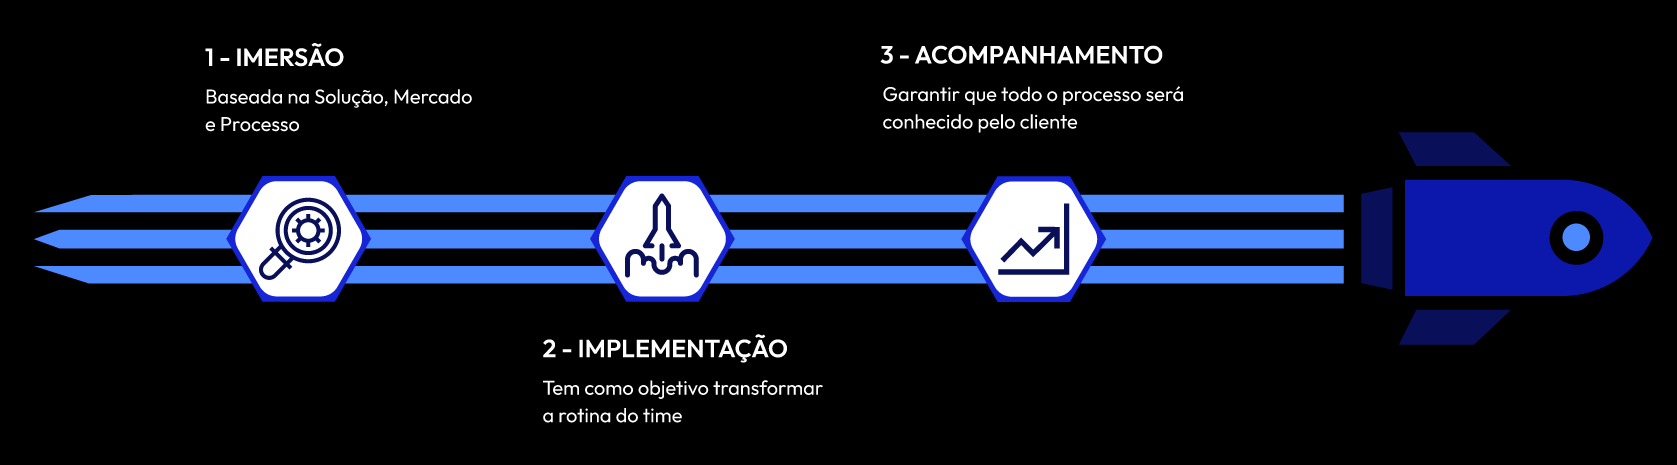 1 - IMERSÃO
Baseada na Solução, Mercado
e Processo
2 - IMPLEMENTAÇÃO
Tem como objetivo transformar
a rotina do time
3 - ACOMPANHAMENTO
Garantir que todo o processo será
conhecido pelo cliente